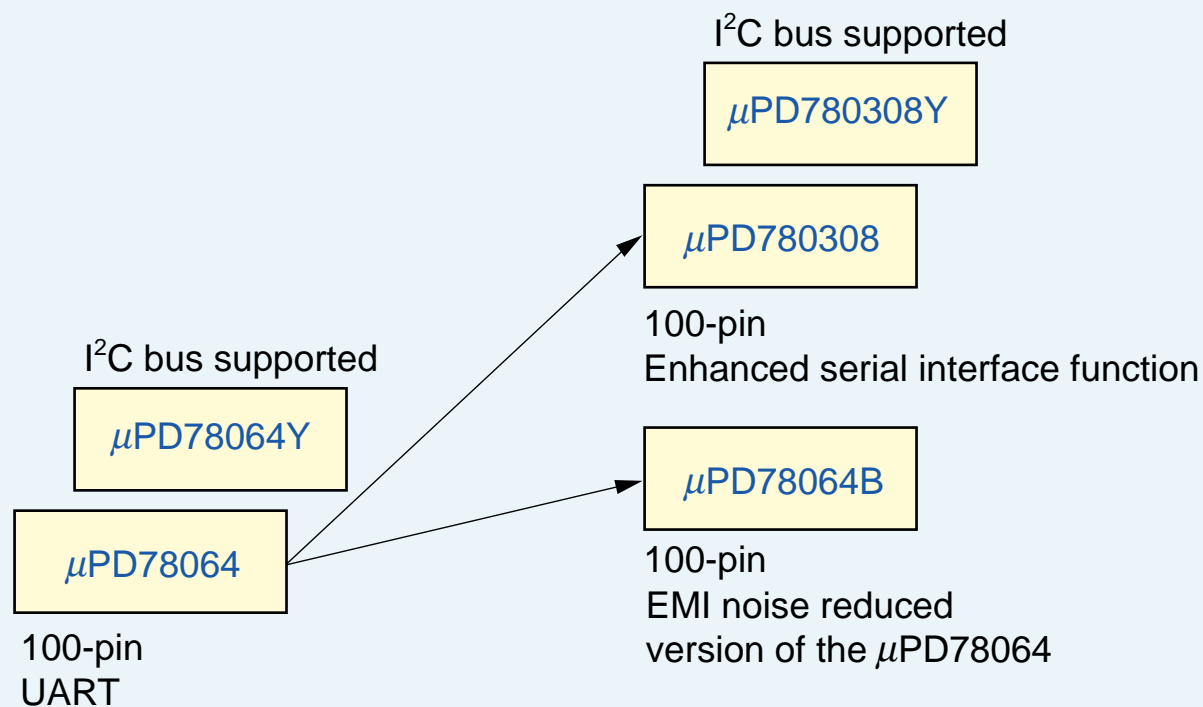 I²C bus supported
μPD780308Y
μPD780308
100-pin
Enhanced serial interface function
I²C bus supported
μPD78064Y
μPD78064
100-pin
UART
μPD78064B
100-pin
EMI noise reduced
version of the μPD78064